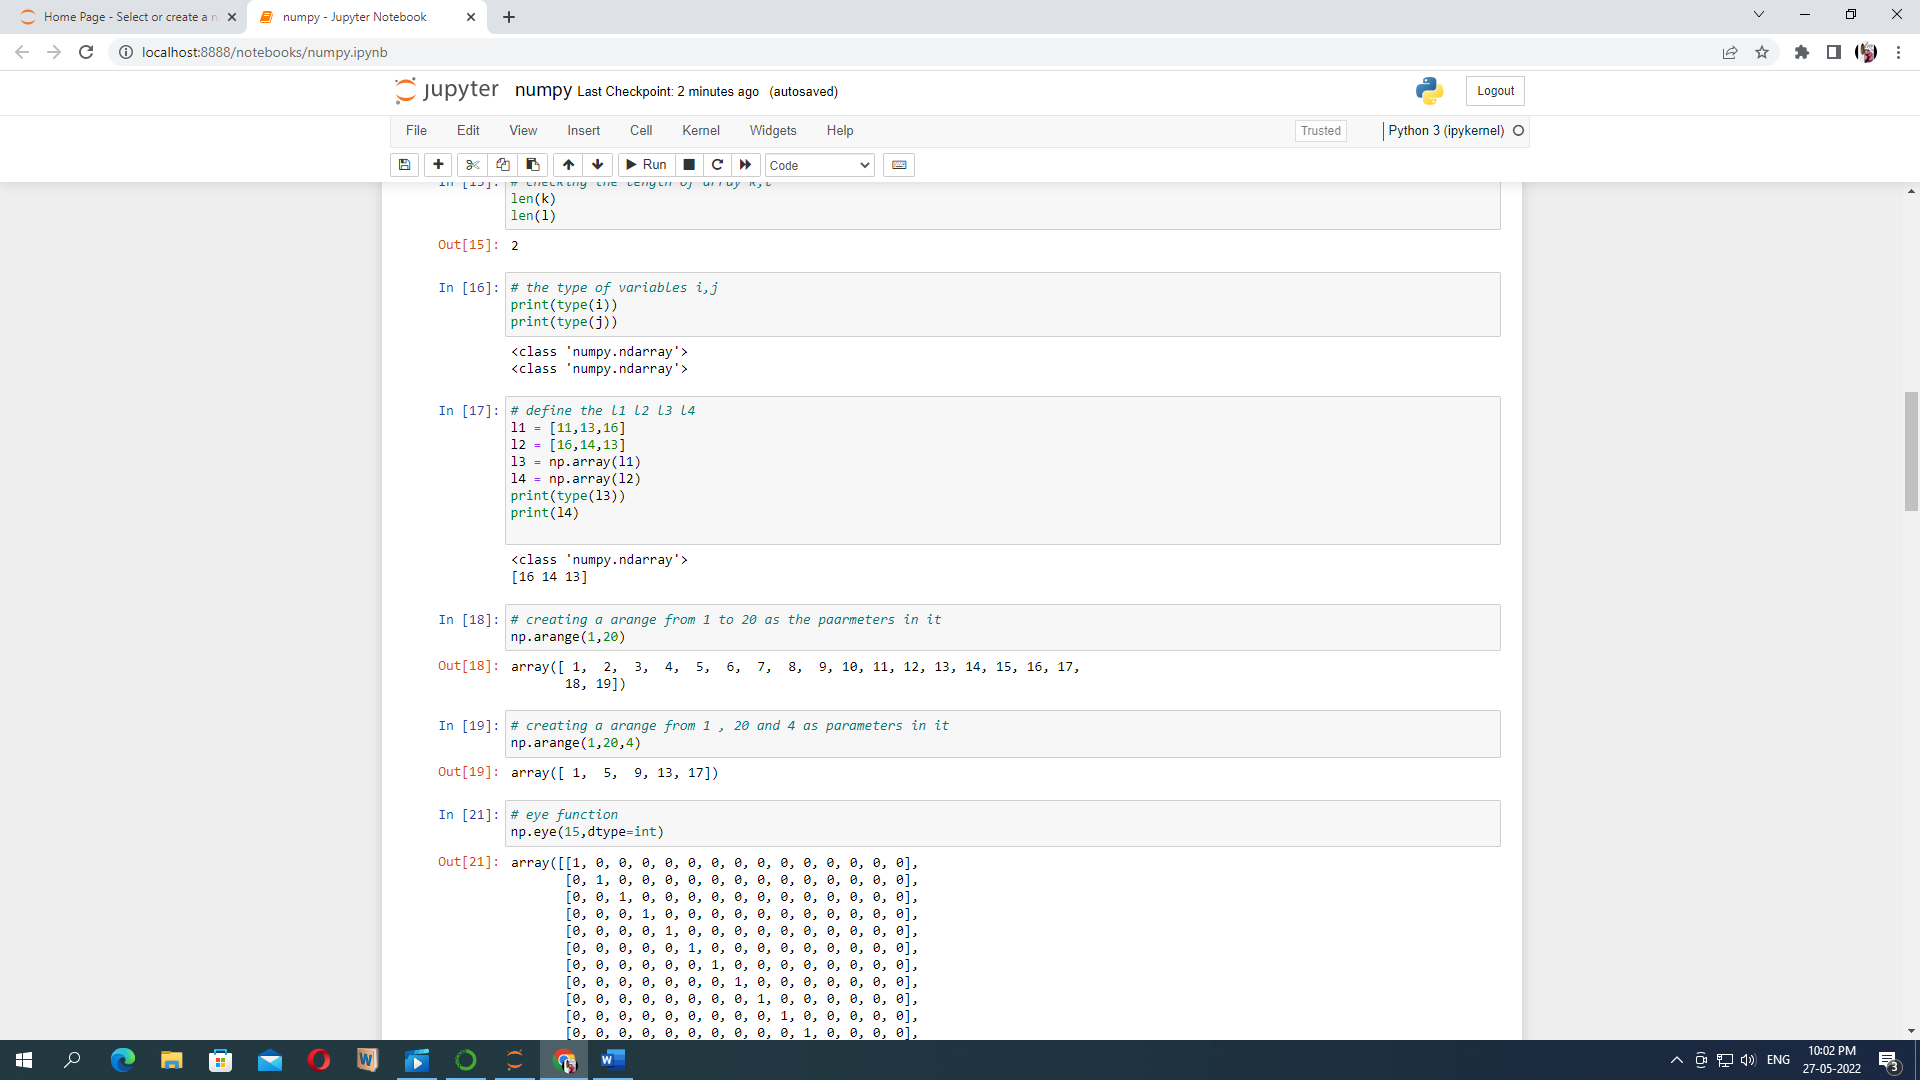 Home Page - Select or create a n
numpy - Jupyter Notebook
localhost:8888/notebooks/numpy.ipynb
jupyter numpy Last Checkpoint: 2 minutes ago (autosaved)
Logout
File Edit View Insert Cell Kernel Widgets Help
Trusted
Python 3 (ipykernel)
Run
Code
In [15]: # checking the length of array k,l
len(k)
len(l)
Out[15]: 2
In [16]: # the type of variables i,j
print(type(i))
print(type(j))
<class 'numpy.ndarray'>
<class 'numpy.ndarray'>
In [17]: # define the l1 l2 l3 l4
l1 = [11,13,16]
l2 = [16,14,13]
l3 = np.array(l1)
l4 = np.array(l2)
print(type(l3))
print(l4)
<class 'numpy.ndarray'>
[16 14 13]
In [18]: # creating a arange from 1 to 20 as the paarmeters in it
np.arange(1,20)
Out[18]: array([ 1,  2,  3,  4,  5,  6,  7,  8,  9, 10, 11, 12, 13, 14, 15, 16, 17,
18, 19])
In [19]: # creating a arange from 1 , 20 and 4 as parameters in it
np.arange(1,20,4)
Out[19]: array([ 1,  5,  9, 13, 17])
In [21]: # eye function
np.eye(15,dtype=int)
Out[21]: array([[1, 0, 0, 0, 0, 0, 0, 0, 0, 0, 0, 0, 0, 0, 0],
[0, 1, 0, 0, 0, 0, 0, 0, 0, 0, 0, 0, 0, 0, 0],
[0, 0, 1, 0, 0, 0, 0, 0, 0, 0, 0, 0, 0, 0, 0],
[0, 0, 0, 1, 0, 0, 0, 0, 0, 0, 0, 0, 0, 0, 0],
[0, 0, 0, 0, 1, 0, 0, 0, 0, 0, 0, 0, 0, 0, 0],
[0, 0, 0, 0, 0, 1, 0, 0, 0, 0, 0, 0, 0, 0, 0],
[0, 0, 0, 0, 0, 0, 1, 0, 0, 0, 0, 0, 0, 0, 0],
[0, 0, 0, 0, 0, 0, 0, 1, 0, 0, 0, 0, 0, 0, 0],
[0, 0, 0, 0, 0, 0, 0, 0, 1, 0, 0, 0, 0, 0, 0],
[0, 0, 0, 0, 0, 0, 0, 0, 0, 1, 0, 0, 0, 0, 0],
[0, 0, 0, 0, 0, 0, 0, 0, 0, 0, 1, 0, 0, 0, 0],
ENG
10:02 PM
27-05-2022
3